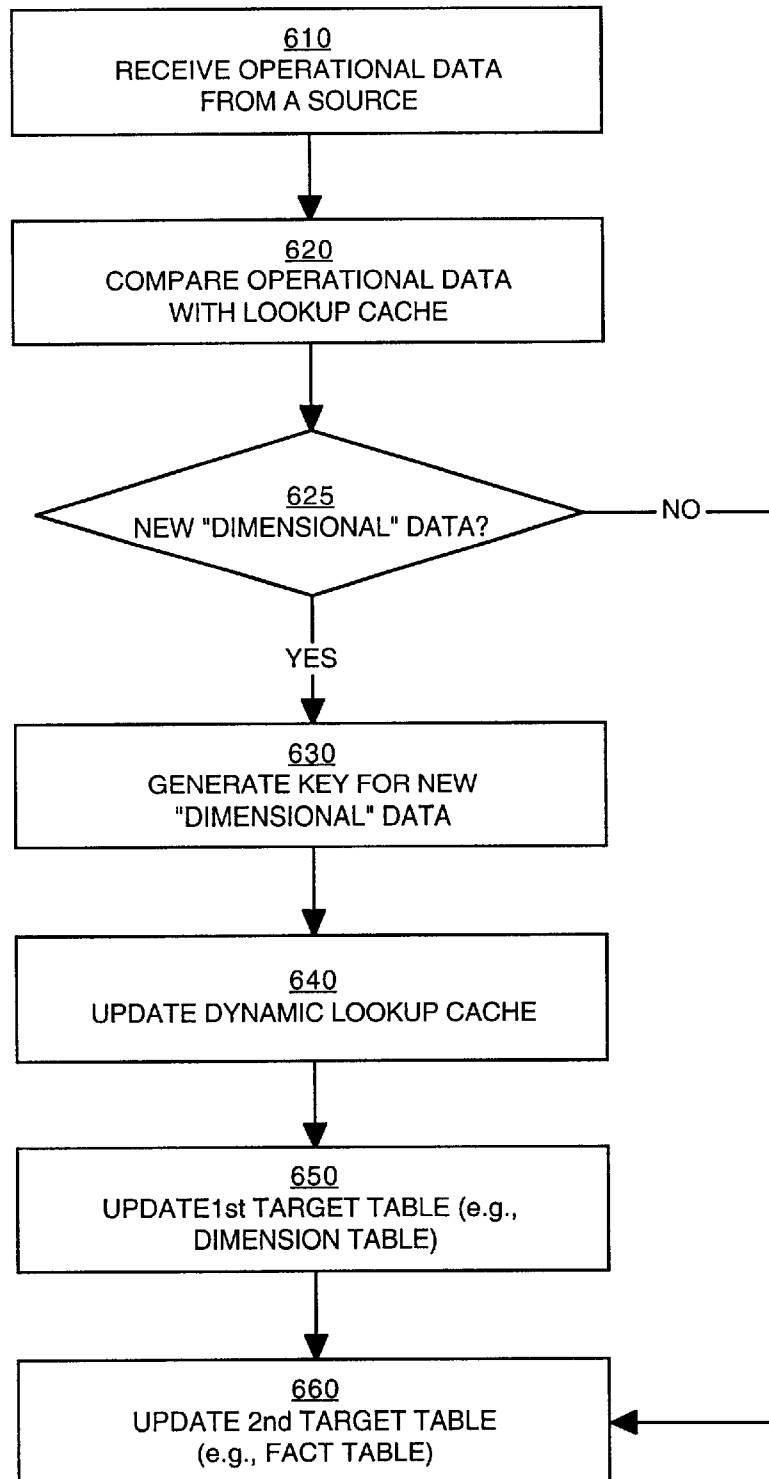 610
RECEIVE OPERATIONAL DATA
FROM A SOURCE
620
COMPARE OPERATIONAL DATA
WITH LOOKUP CACHE
625
NEW "DIMENSIONAL" DATA?
NO
YES
630
GENERATE KEY FOR NEW
"DIMENSIONAL" DATA
640
UPDATE DYNAMIC LOOKUP CACHE
650
UPDATE1st TARGET TABLE (e.g.,
DIMENSION TABLE)
660
UPDATE 2nd TARGET TABLE
(e.g., FACT TABLE)